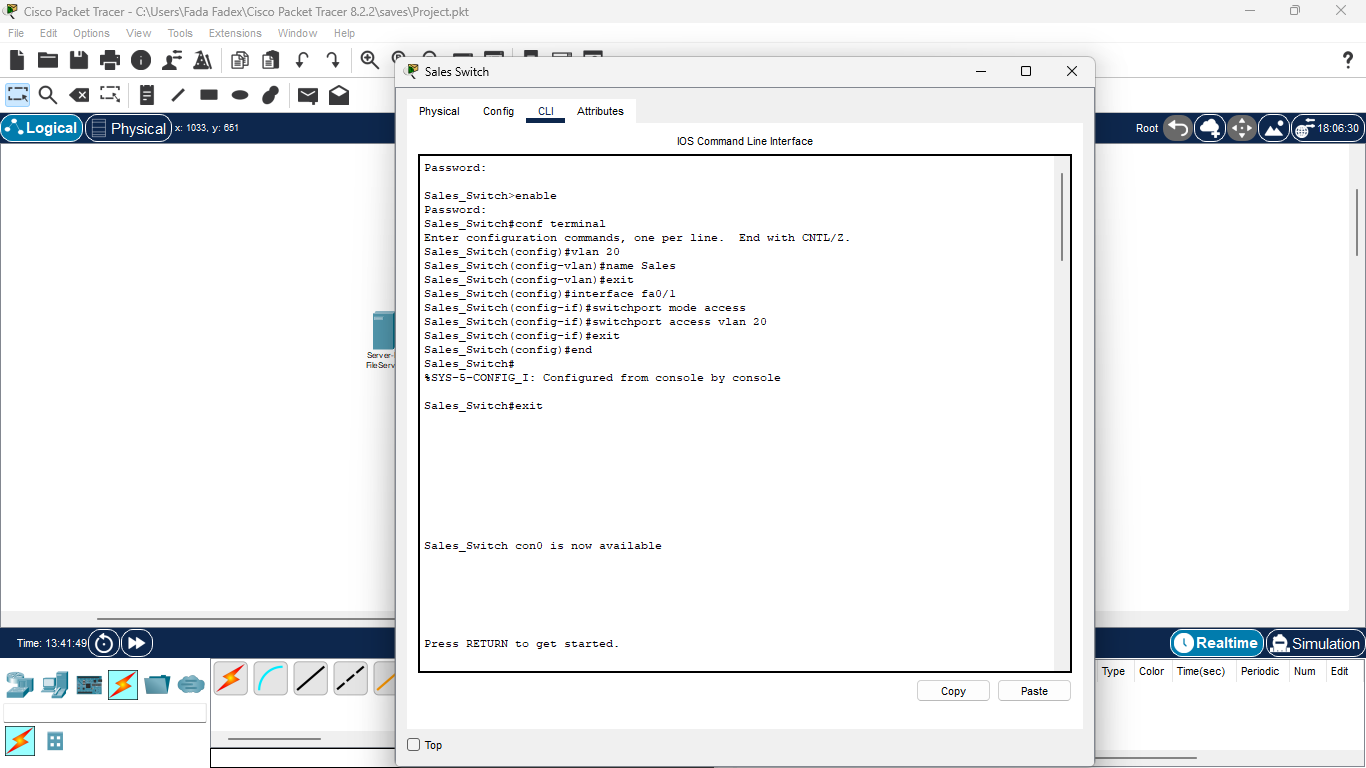 Cisco Packet Tracer - C:\Users\Fada Fadex\Cisco Packet Tracer 8.2.2\saves\Project.pkt
File Edit Options View Tools Extensions Window Help
Sales Switch
Logical Physical x: 1033, y: 651
Root 18:06:30
Physical Config CLI Attributes
IOS Command Line Interface
Password:
Sales_Switch>enable
Password:
Sales_Switch#conf terminal
Enter configuration commands, one per line. End with CNTL/Z.
Sales_Switch(config)#vlan 20
Sales_Switch(config-vlan)#name Sales
Sales_Switch(config-vlan)#exit
Sales_Switch(config)#interface fa0/1
Sales_Switch(config-if)#switchport mode access
Sales_Switch(config-if)#switchport access vlan 20
Sales_Switch(config-if)#exit
Sales_Switch(config)#end
Sales_Switch#
%SYS-5-CONFIG_I: Configured from console by console
Sales_Switch#exit
Sales_Switch con0 is now available
Press RETURN to get started.
Server-
FileServ
Copy Paste
Top
Time: 13:41:49
Realtime Simulation
Type Color Time(sec) Periodic Num Edit